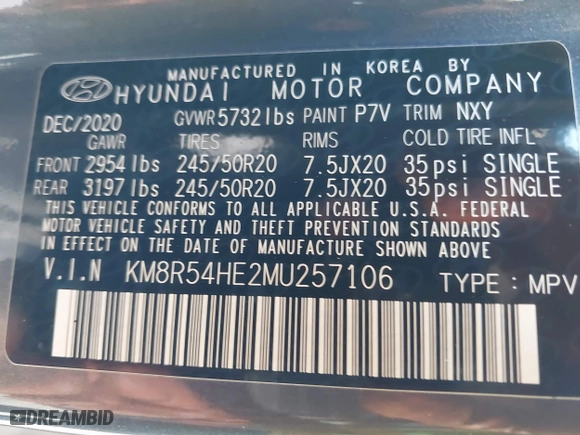 MANUFACTURED IN KOREA BY
HYUNDAI MOTOR COMPANY
DEC/2020 GVWR 5732lbs PAINT P7V TRIM NXY
GAWR TIRES RIMS COLD TIRE INFL
FRONT 2954 lbs 245/50R20 7.5JX20 35psi SINGLE
REAR 3197 lbs 245/50R20 7.5JX20 35psi SINGLE
THIS VEHICLE CONFORMS TO ALL APPLICABLE U.S.A. FEDERAL
MOTOR VEHICLE SAFETY AND THEFT PREVENTION STANDARDS
IN EFFECT ON THE DATE OF MANUFACTURE SHOWN ABOVE.
V.I.N KM8R54HE2MU257106 TYPE : MPV
DREAMBID